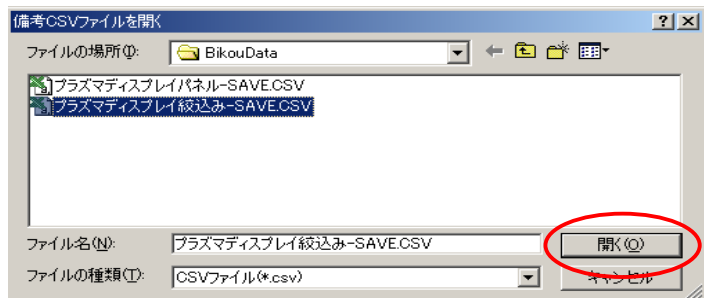 備考CSVファイルを開く
ファイルの場所(I): BikouData
プラズマディスプレイパネル-SAVE.CSV
プラズマディスプレイ絞込み-SAVE.CSV
ファイル名(N): プラズマディスプレイ絞込み-SAVE.CSV 開く(O)
ファイルの種類(T): CSVファイル(*.csv) キャンセル